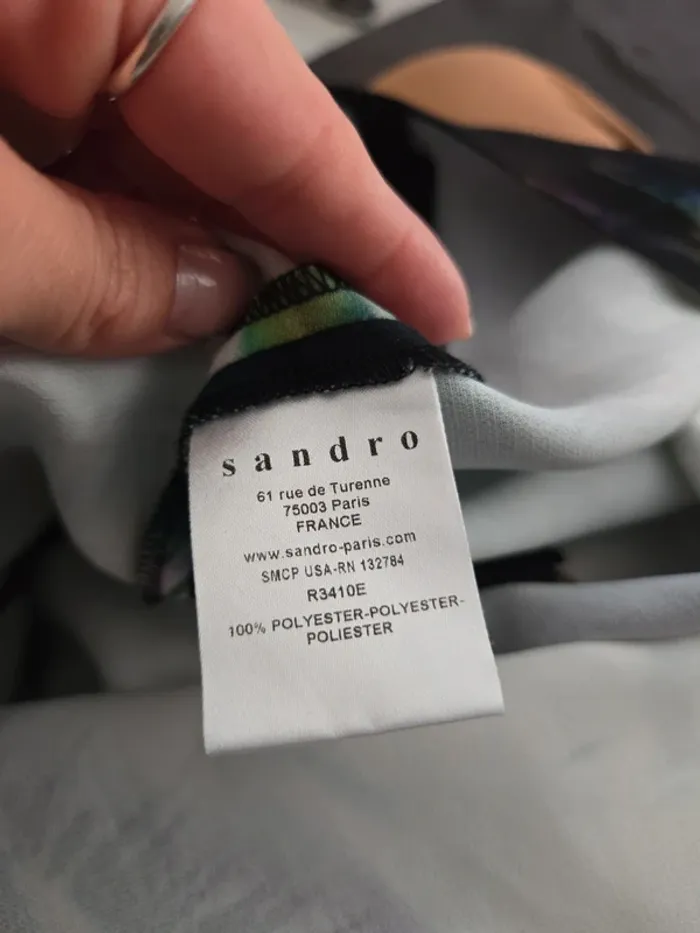 sandro
61 rue de Turenne
75003 Paris
FRANCE
www.sandro-paris.com
SMCP USA-RN 132784
R3410E
100% POLYESTER-POLYESTER-
POLIESTER